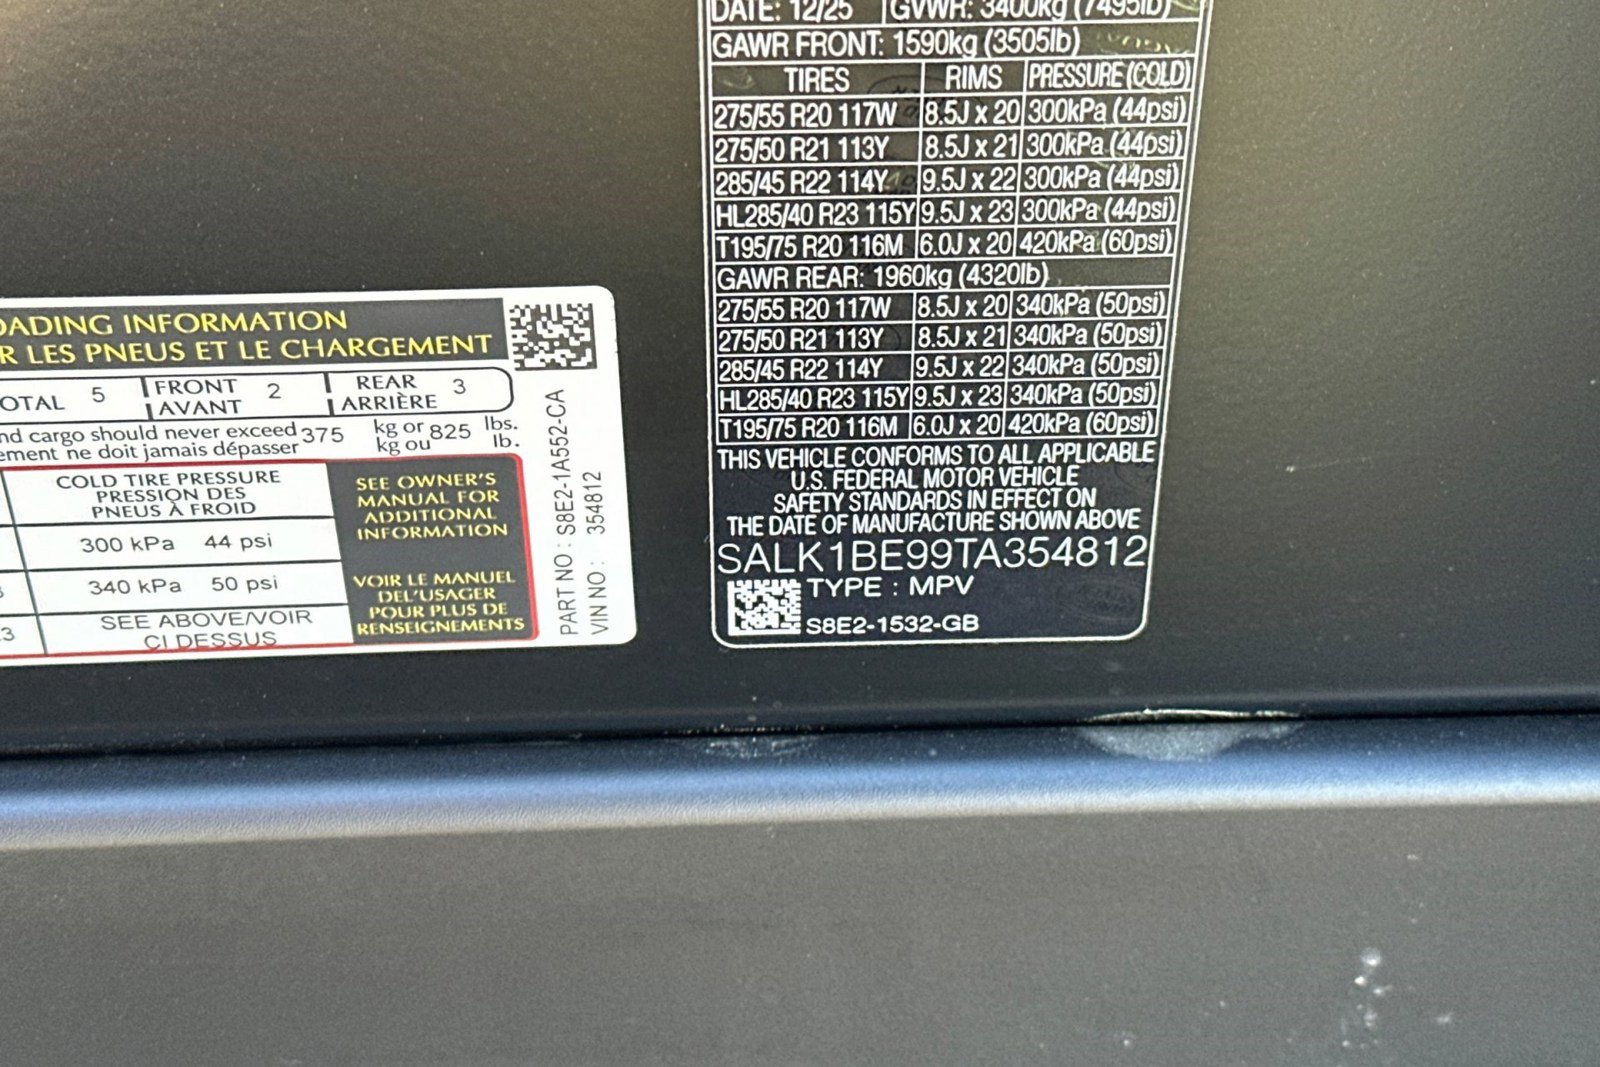 OADING INFORMATION
R LES PNEUS ET LE CHARGEMENT
OTAL 5 FRONT AVANT 2 REAR ARRIÈRE 3
nd cargo should never exceed 375 kg or 825 lbs.
ement ne doit jamais dépasser kg ou lb.
COLD TIRE PRESSURE
PRESSION DES
PNEUS À FROID
300 kPa 44 psi
340 kPa 50 psi
3 SEE ABOVE/VOIR
CI DESSUS
SEE OWNER'S
MANUAL FOR
ADDITIONAL
INFORMATION
VOIR LE MANUEL
DEL'USAGER
POUR PLUS DE
RENSEIGNEMENTS
PART NO : S8E2-1A552-CA
VIN NO : 354812
DATE: 12/25 GVWR: 3400kg (7495lb)
GAWR FRONT: 1590kg (3505lb)
TIRES RIMS PRESSURE (COLD)
275/55 R20 117W 8.5J x 20 300kPa (44psi)
275/50 R21 113Y 8.5J x 21 300kPa (44psi)
285/45 R22 114Y 9.5J x 22 300kPa (44psi)
HL285/40 R23 115Y 9.5J x 23 300kPa (44psi)
T195/75 R20 116M 6.0J x 20 420kPa (60psi)
GAWR REAR: 1960kg (4320lb)
275/55 R20 117W 8.5J x 20 340kPa (50psi)
275/50 R21 113Y 8.5J x 21 340kPa (50psi)
285/45 R22 114Y 9.5J x 22 340kPa (50psi)
HL285/40 R23 115Y 9.5J x 23 340kPa (50psi)
T195/75 R20 116M 6.0J x 20 420kPa (60psi)
THIS VEHICLE CONFORMS TO ALL APPLICABLE
U.S. FEDERAL MOTOR VEHICLE
SAFETY STANDARDS IN EFFECT ON
THE DATE OF MANUFACTURE SHOWN ABOVE
SALK1BE99TA354812
TYPE : MPV
S8E2-1532-GB